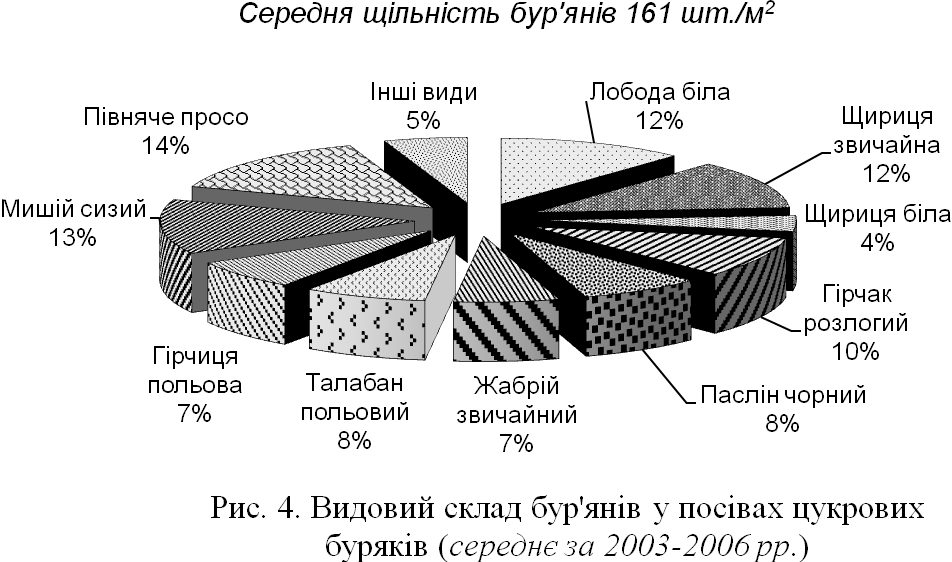 Середня щільність бур'янів 161 шт./м²
Інші види
5%
Лобода біла
12%
Щириця
звичайна
12%
Щириця біла
4%
Гірчак
розлогий
10%
Паслін чорний
8%
Жабрій
звичайний
7%
Талабан
польовий
8%
Гірчиця
польова
7%
Мишій сизий
13%
Півняче просо
14%
Рис. 4. Видовий склад бур'янів у посівах цукрових
буряків (середнє за 2003-2006 рр.)